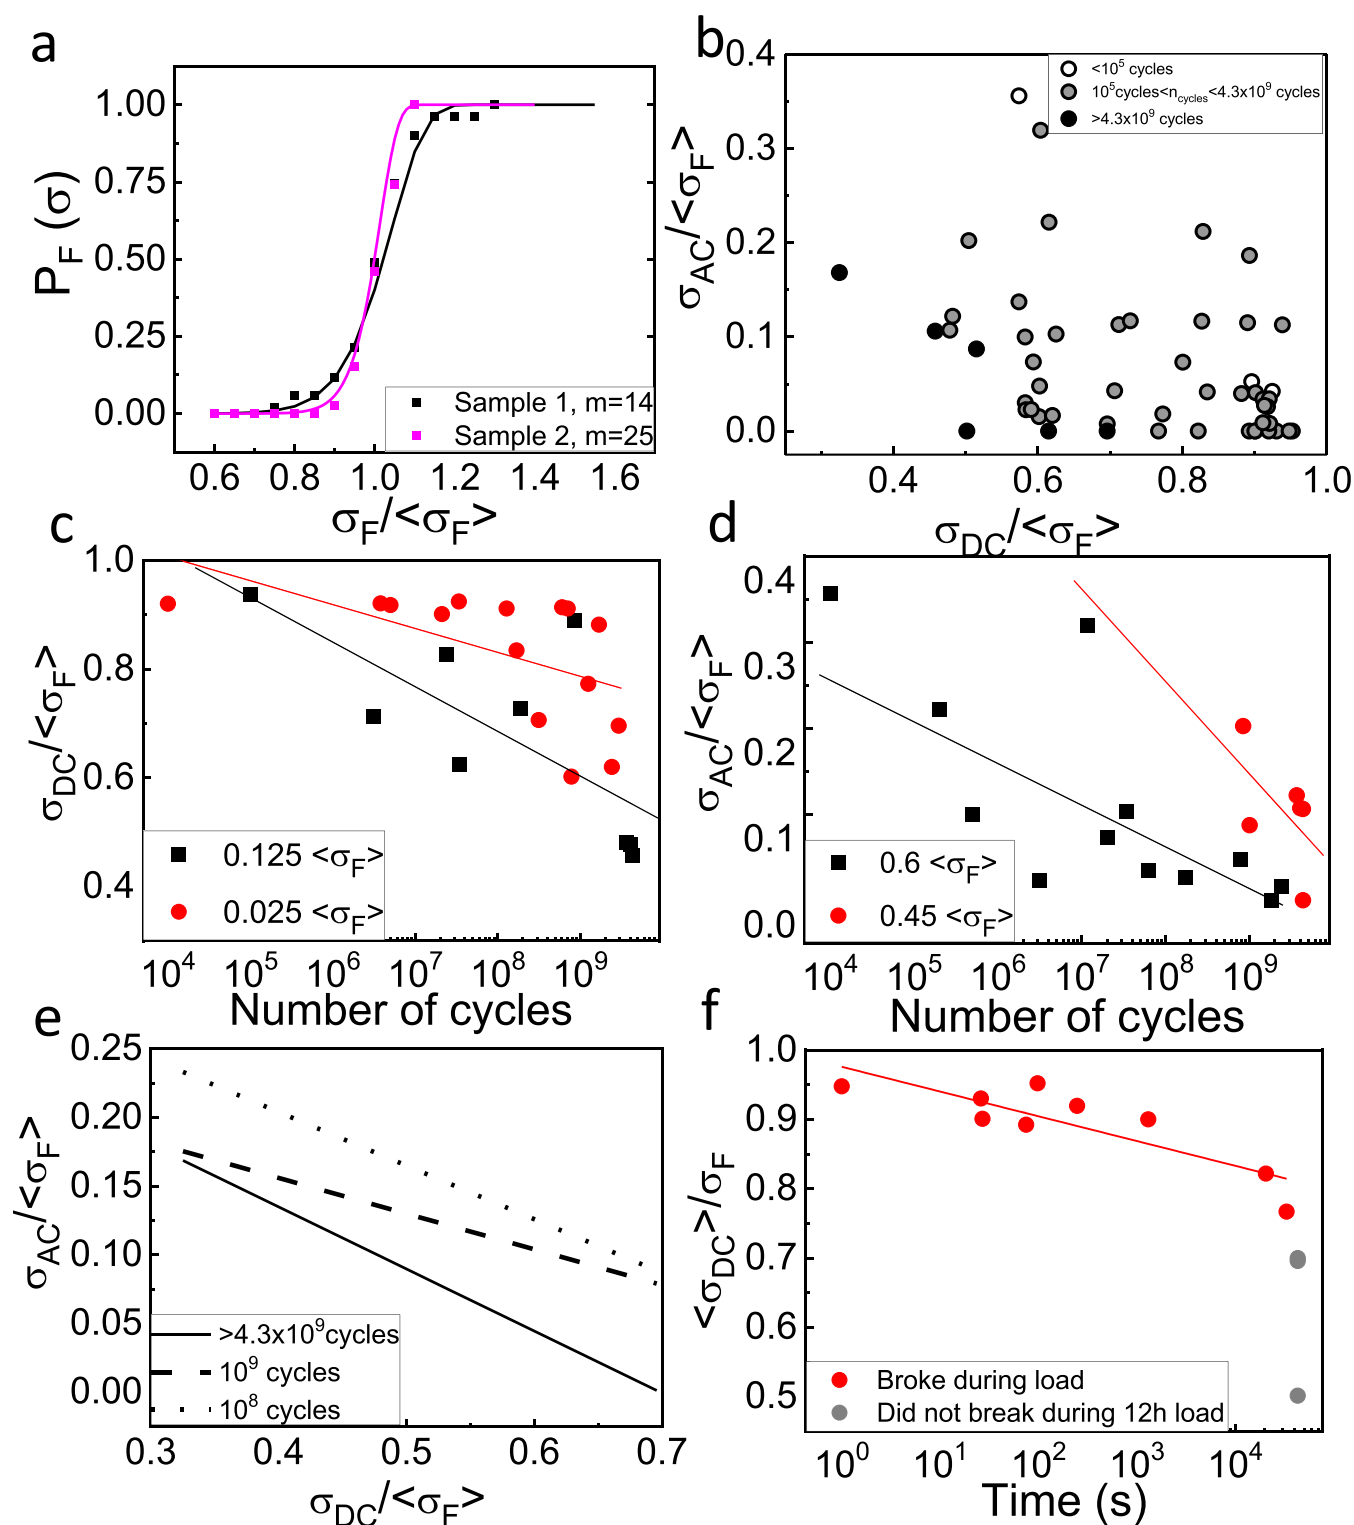 a
1.00
0.75
0.50
0.25
0.00
P_F (σ)
Sample 1, m=14
Sample 2, m=25
0.6 0.8 1.0 1.2 1.4 1.6
σ_F/<σ_F>
b
0.4
0.3
0.2
0.1
0.0
σ_AC/<σ_F>
<10^5 cycles
10^5cycles<n_cycles<4.3x10^9 cycles
>4.3x10^9 cycles
0.4 0.6 0.8 1.0
σ_DC/<σ_F>
c
1.0
0.8
0.6
0.4
σ_DC/<σ_F>
0.125 <σ_F>
0.025 <σ_F>
10^4 10^5 10^6 10^7 10^8 10^9
Number of cycles
d
0.4
0.3
0.2
0.1
0.0
σ_AC/<σ_F>
0.6 <σ_F>
0.45 <σ_F>
10^4 10^5 10^6 10^7 10^8 10^9
Number of cycles
e
0.25
0.20
0.15
0.10
0.05
0.00
σ_AC/<σ_F>
>4.3x10^9cycles
10^9 cycles
10^8 cycles
0.3 0.4 0.5 0.6 0.7
σ_DC/<σ_F>
f
1.0
0.9
0.8
0.7
0.6
0.5
<σ_DC>/σ_F
Broke during load
Did not break during 12h load
10^0 10^1 10^2 10^3 10^4
Time (s)